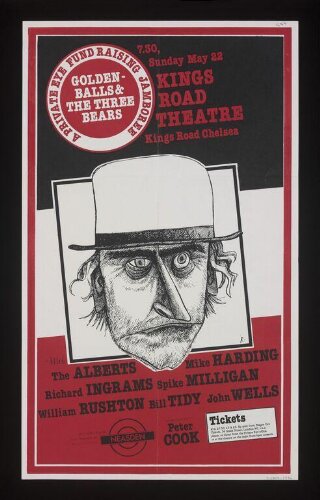 A PRIVATE EYE FUND RAISING JAMBOREE
GOLDEN-
BALLS &
THE THREE
BEARS
7.30,
Sunday May 22
KINGS
ROAD
THEATRE
Kings Road Chelsea
With
The ALBERTS
Mike HARDING
Richard INGRAMS Spike MILLIGAN
William RUSHTON Bill TIDY John WELLS
NEASDEN
Peter
COOK
Tickets